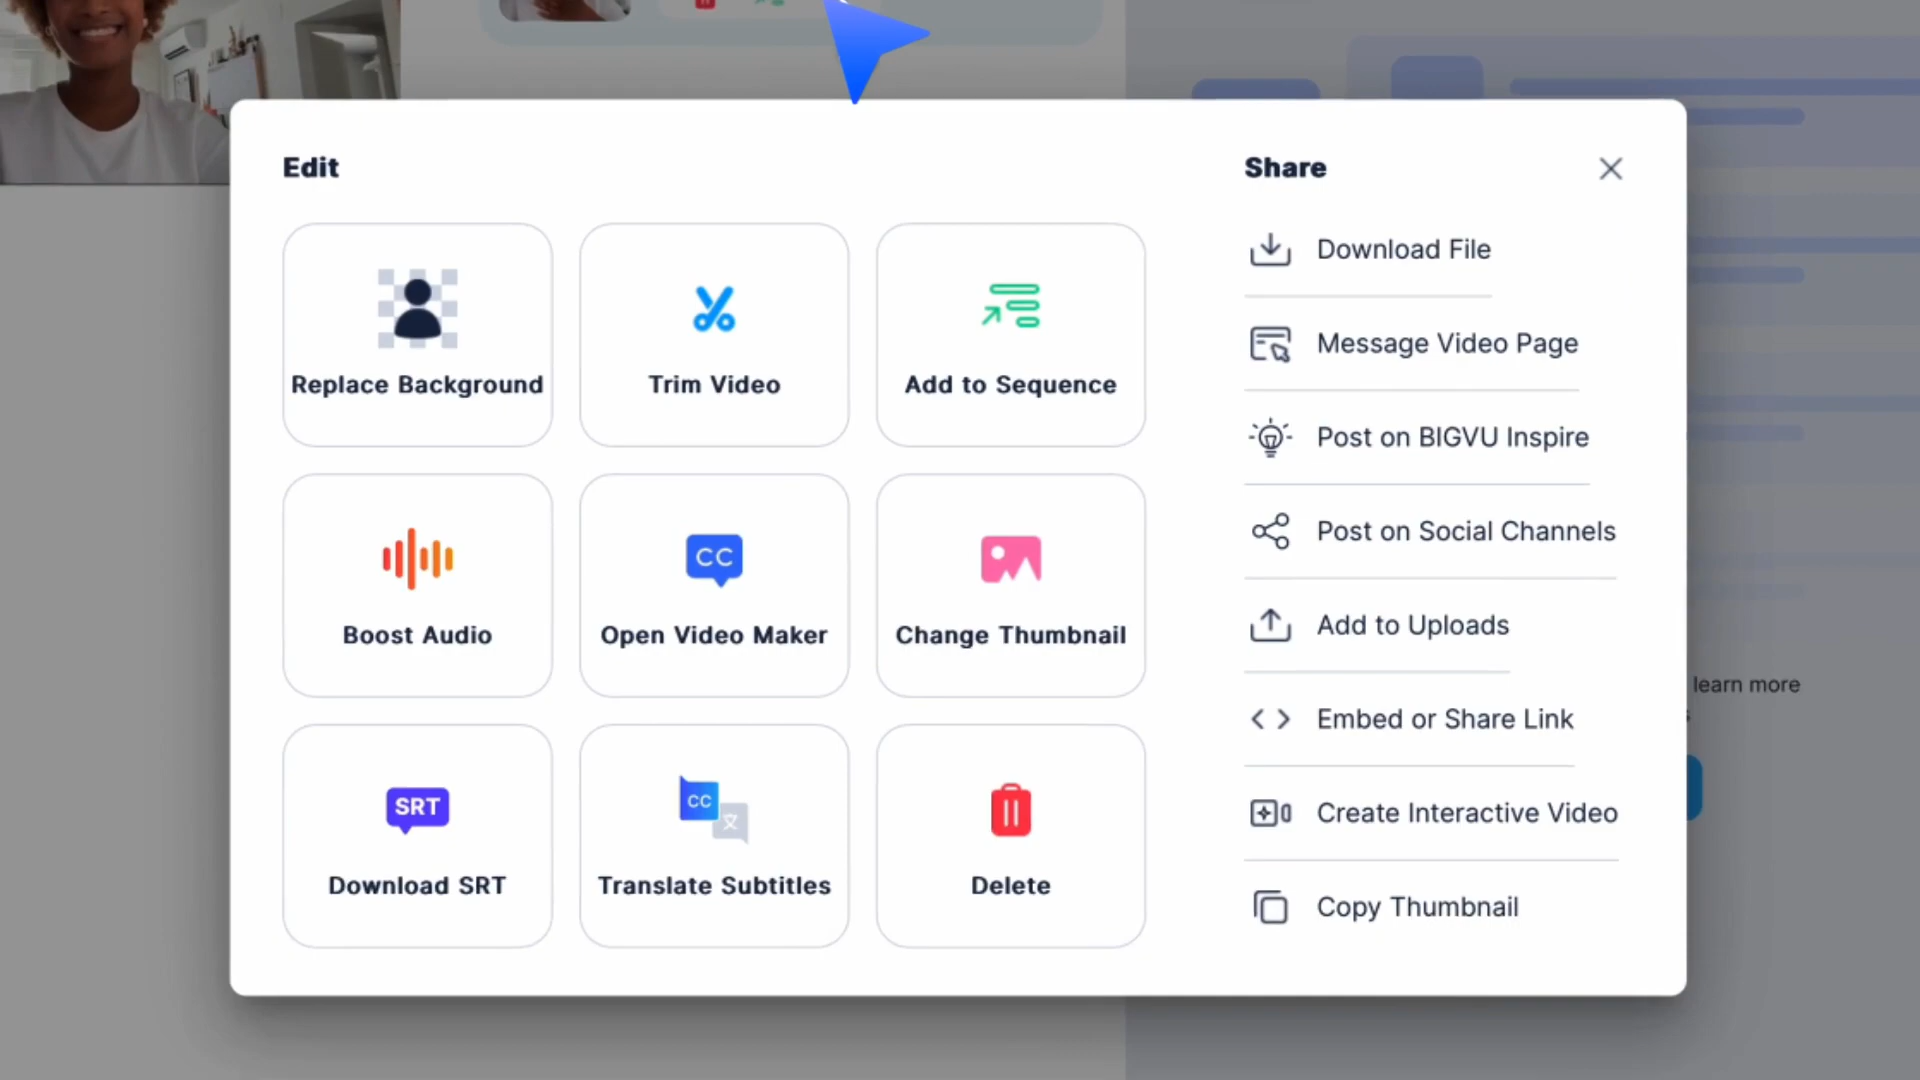 Edit
Share
Replace Background
Trim Video
Add to Sequence
Boost Audio
CC
Open Video Maker
Change Thumbnail
SRT
Download SRT
CC
Translate Subtitles
Delete
Download File
Message Video Page
Post on BIGVU Inspire
Post on Social Channels
Add to Uploads
Embed or Share Link
Create Interactive Video
Copy Thumbnail
learn more